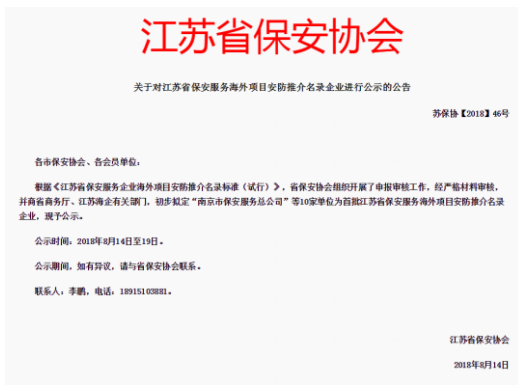 江苏省保安协会
关于对江苏省保安服务海外项目安防推介名录企业进行公示的公告
苏保协【2018】46号
各市保安协会、各会员单位：
根据《江苏省保安服务企业海外项目安防推介名录标准（试行）》，省保安协会组织开展了申报审核工作，经严格材料审核，
并商省商务厅、江苏海企有关部门，初步拟定“南京市保安服务总公司”等10家单位为首批江苏省保安服务海外项目安防推介名录
企业，现予公示。
公示时间：2018年8月14日至19日。
公示期间，如有异议，请与省保安协会联系。
联系人：李鹏，电话：18915103881。
江苏省保安协会
2018年8月14日